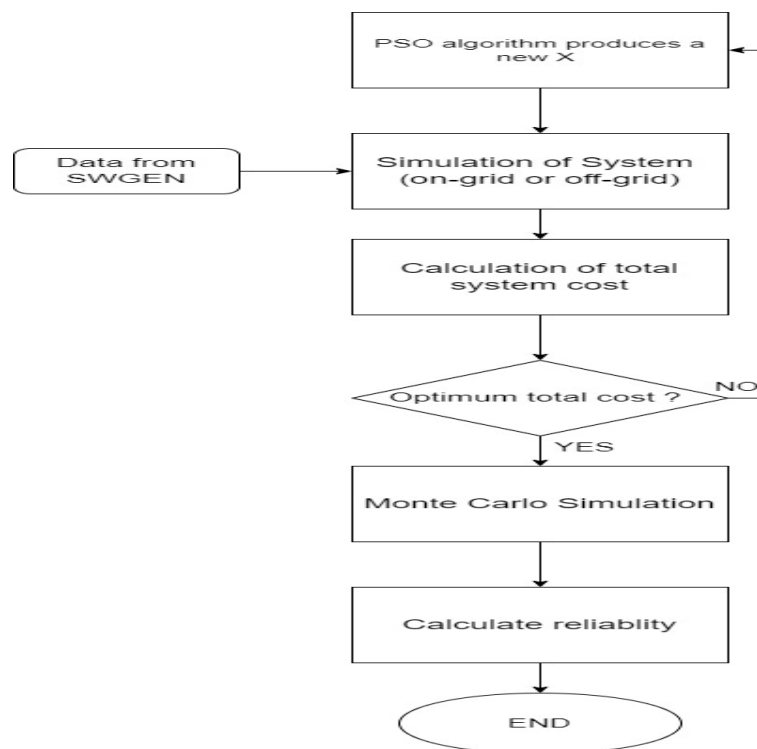 PSO algorithm produces a
new X
Data from
SWGEN
Simulation of System
(on-grid or off-grid)
Calculation of total
system cost
Optimum total cost ?
NO
YES
Monte Carlo Simulation
Calculate reliablity
END